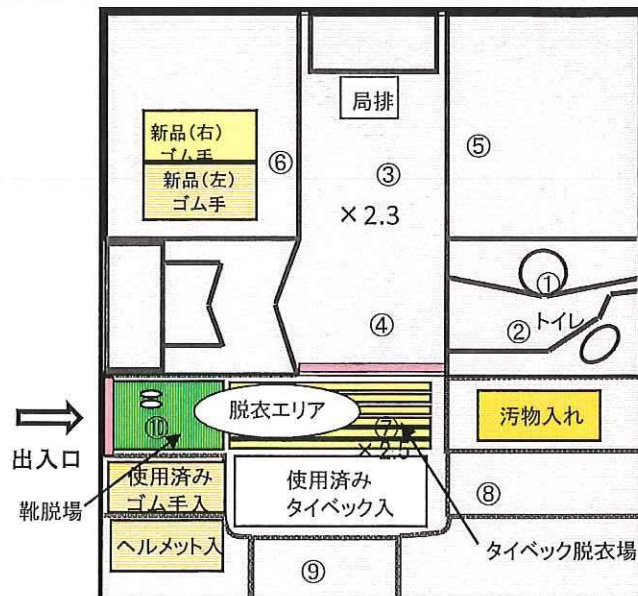 局排
新品(右)
ゴム手
新品(左)
ゴム手
⑥
③
⑤
×2.3
①
④
②
トイレ
出入口
⑩
脱衣エリア
⑦
×2.5
汚物入れ
靴脱場
使用済み
ゴム手入
使用済み
タイベック入
⑧
ヘルメット入
⑨
タイベック脱衣場